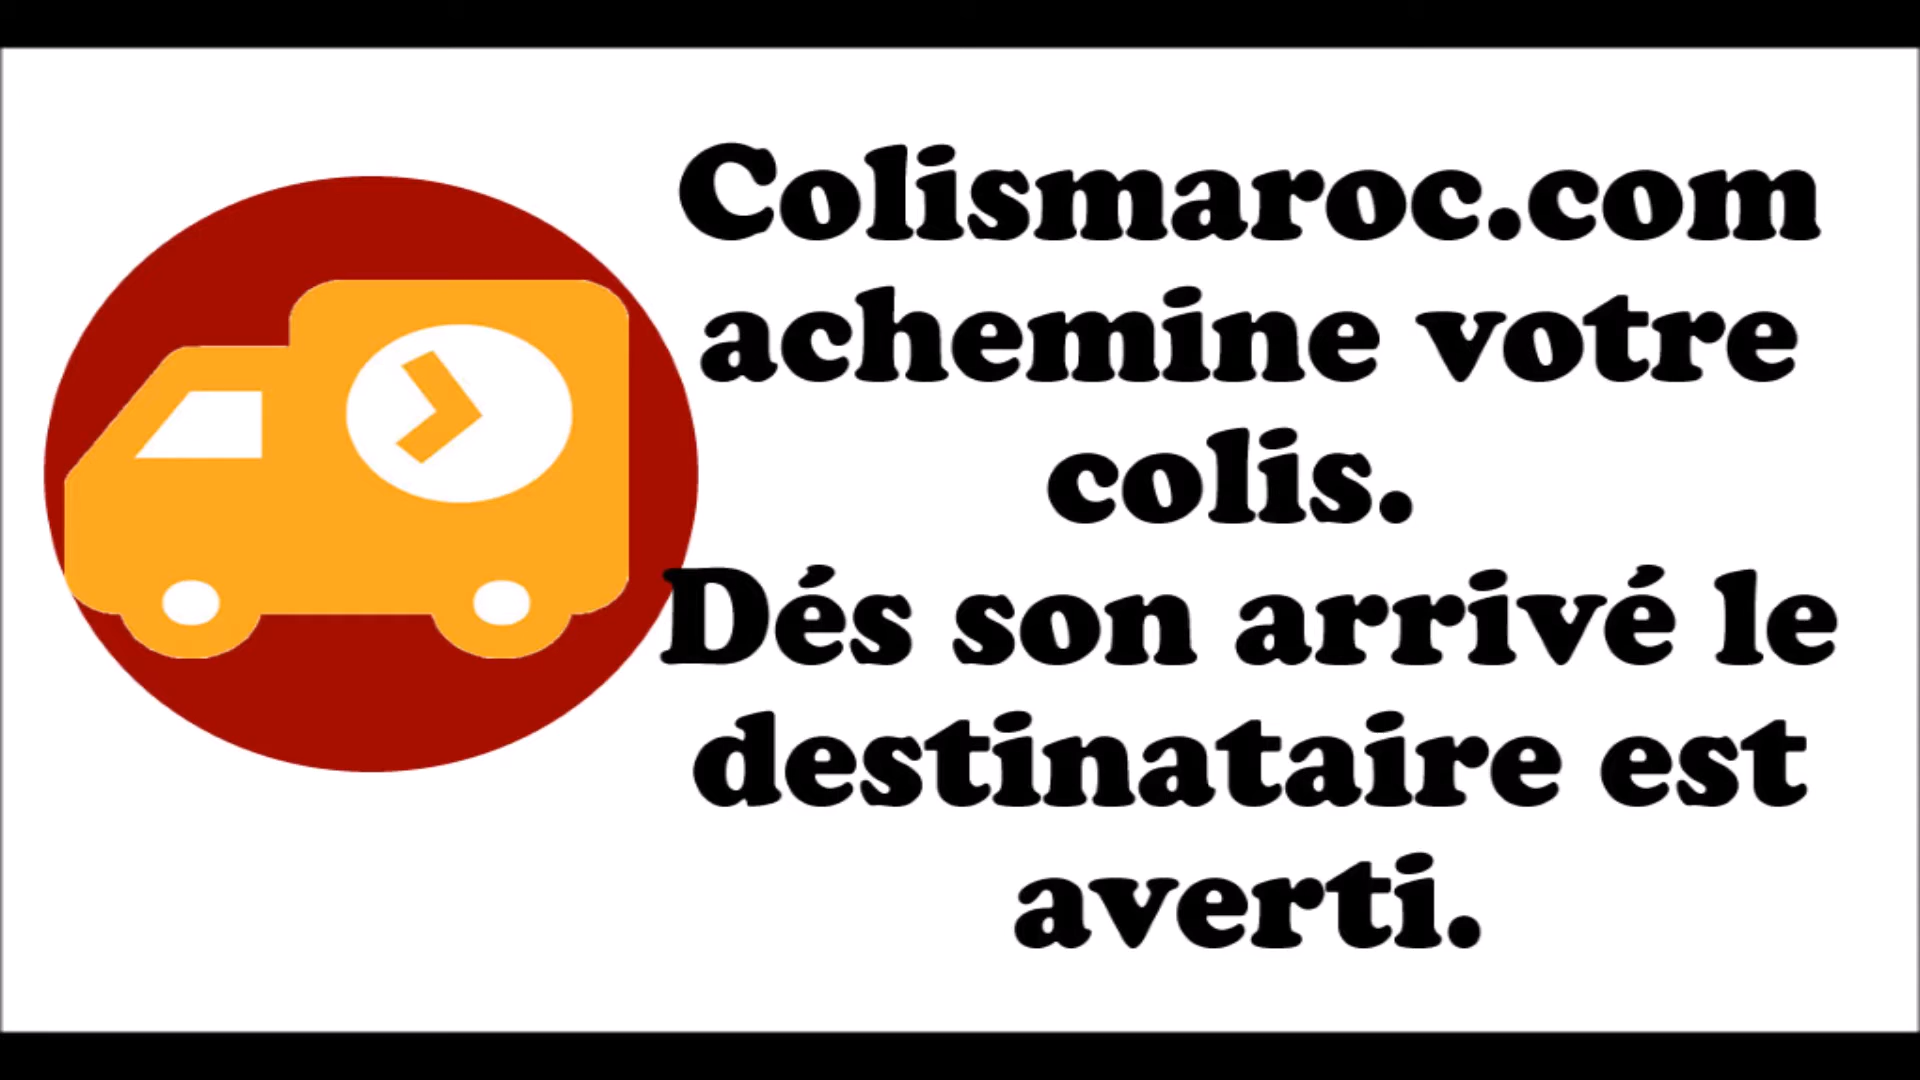 Colismaroc.com
achemine votre
colis.
Dés son arrivé le
destinataire est
averti.